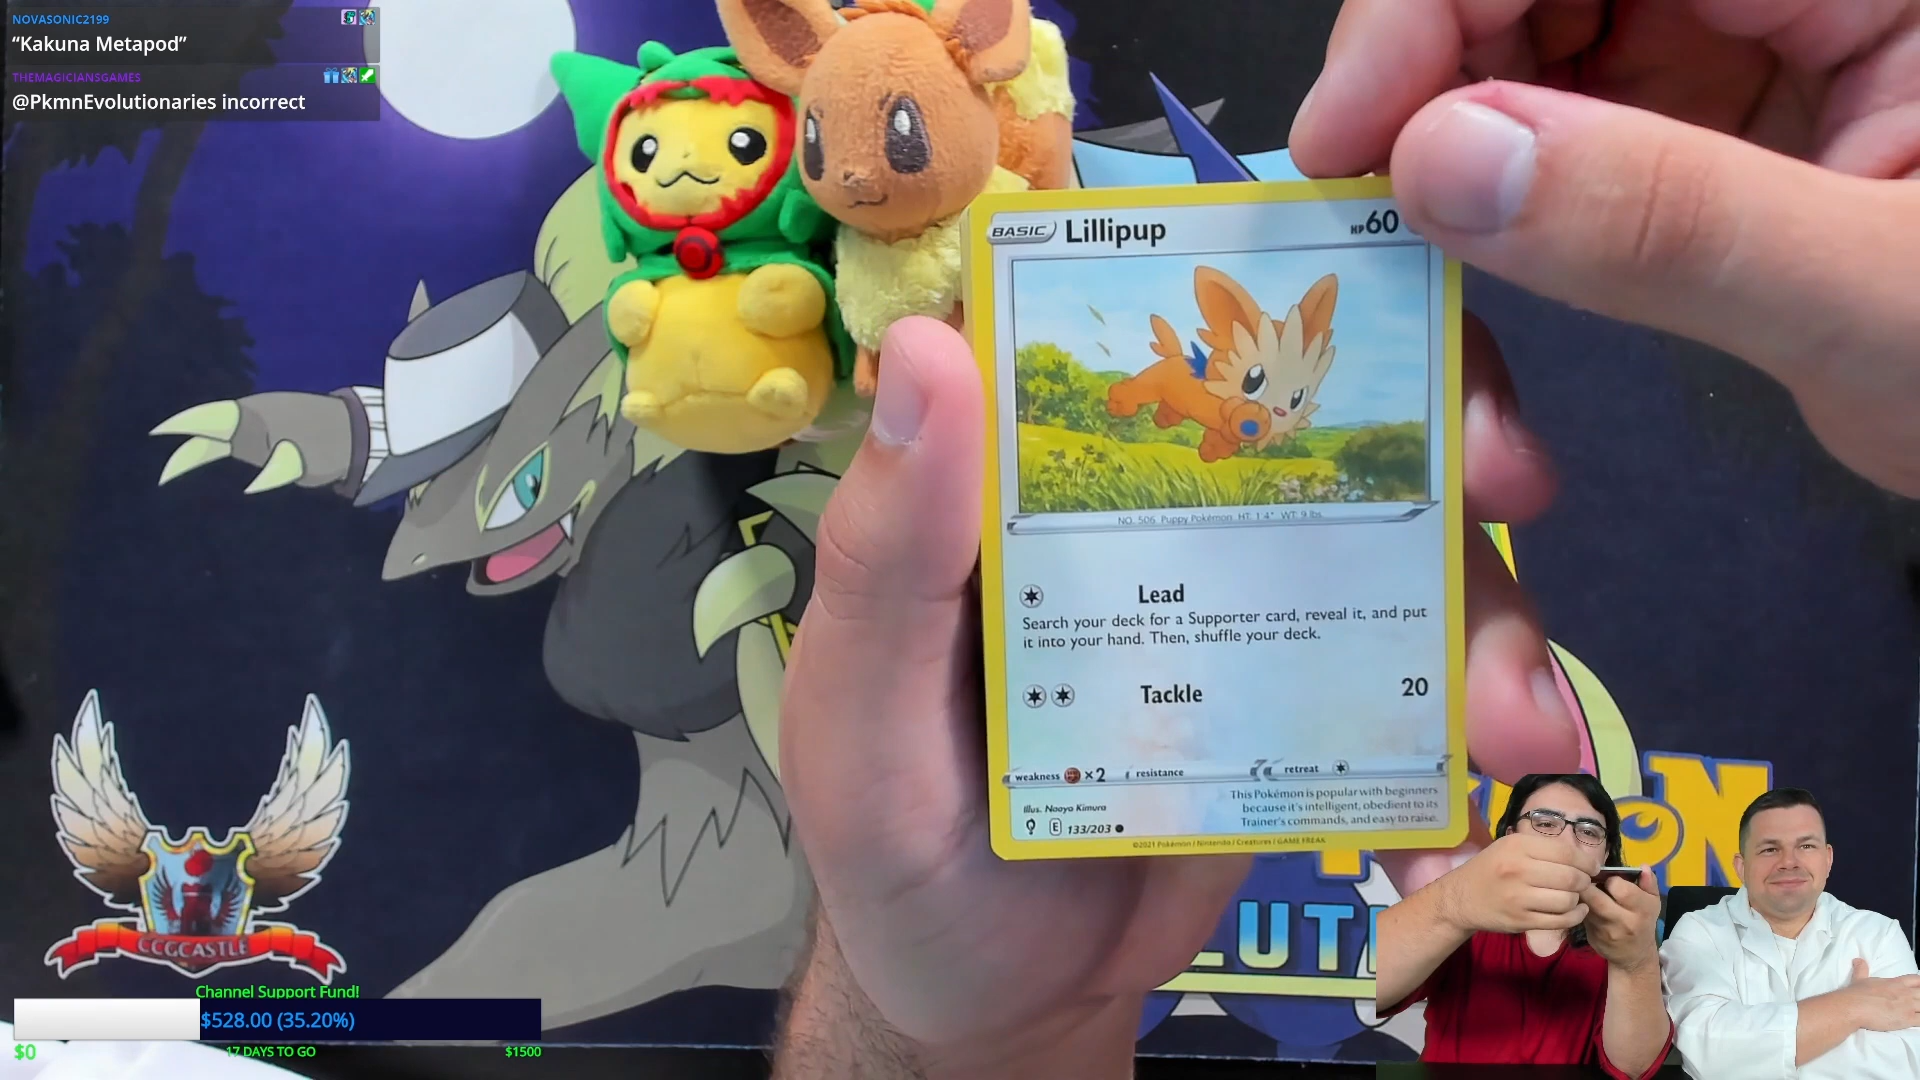 NOVASONIC2199
“Kakuna Metapod”
THEMAGICIANSGAMES
@PkmnEvolutionaries incorrect
BASIC Lillipup HP60
NO. 506 Puppy Pokémon HT: 1'4" WT: 9 lbs.
Lead
Search your deck for a Supporter card, reveal it, and put
it into your hand. Then, shuffle your deck.
Tackle 20
weakness ×2 resistance retreat
Illus. Naoyo Kimura
This Pokémon is popular with beginners
because it's intelligent, obedient to its
Trainer's commands, and easy to raise.
E 133/203
©2021 Pokémon / Nintendo / Creatures / GAME FREAK
CCGCASTLE
Channel Support Fund!
$528.00 (35.20%)
$0 17 DAYS TO GO $1500